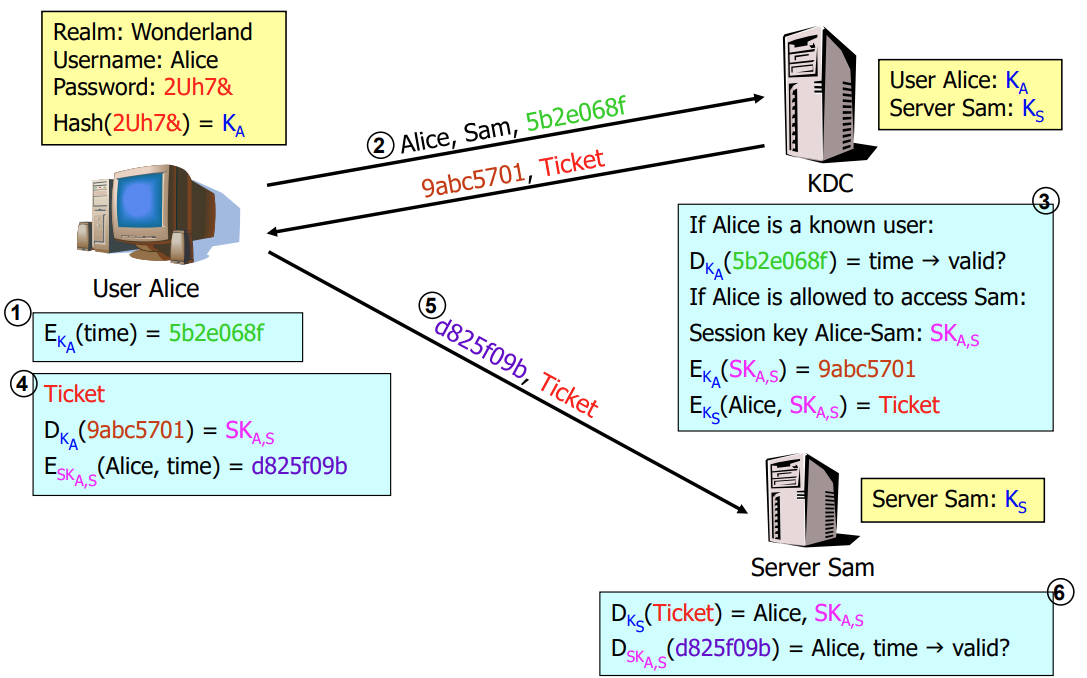 Realm: Wonderland
Username: Alice
Password: 2Uh7&
Hash(2Uh7&) = K_A
User Alice: K_A
Server Sam: K_S
② Alice, Sam, 5b2e068f
9abc5701, Ticket
KDC
User Alice
①
E_{K_A}(time) = 5b2e068f
③
If Alice is a known user:
D_{K_A}(5b2e068f) = time → valid?
If Alice is allowed to access Sam:
Session key Alice-Sam: SK_{A,S}
E_{K_A}(SK_{A,S}) = 9abc5701
E_{K_S}(Alice, SK_{A,S}) = Ticket
④
Ticket
D_{K_A}(9abc5701) = SK_{A,S}
E_{SK_{A,S}}(Alice, time) = d825f09b
⑤
d825f09b, Ticket
Server Sam: K_S
Server Sam
⑥
D_{K_S}(Ticket) = Alice, SK_{A,S}
D_{SK_{A,S}}(d825f09b) = Alice, time → valid?